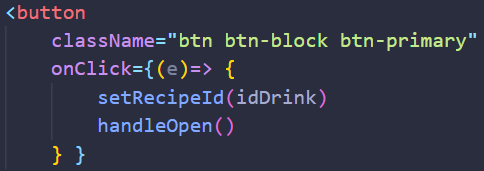 <button
className="btn btn-block btn-primary"
onClick={(e)=> {
setRecipeId(idDrink)
handleOpen()
} }